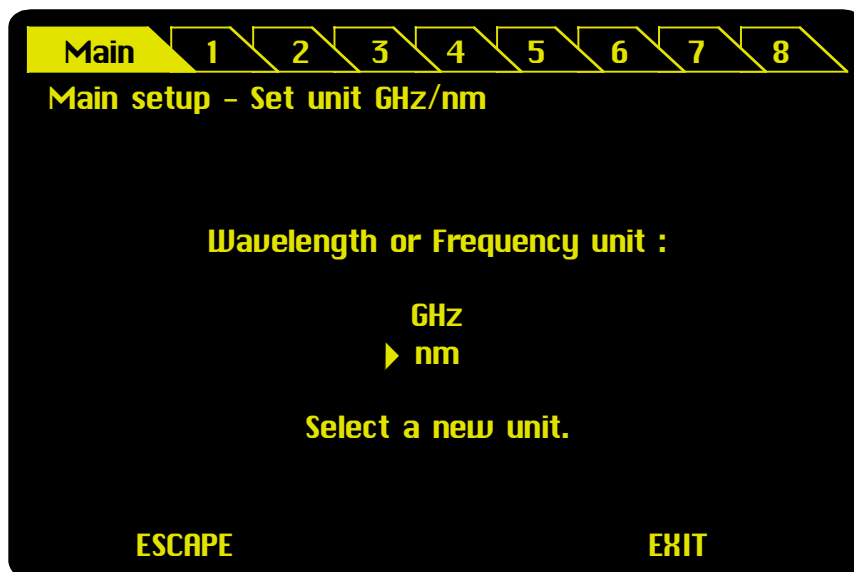 Main 1 2 3 4 5 6 7 8
Main setup - Set unit GHz/nm
Wavelength or Frequency unit :
GHz
nm
Select a new unit.
ESCAPE EXIT